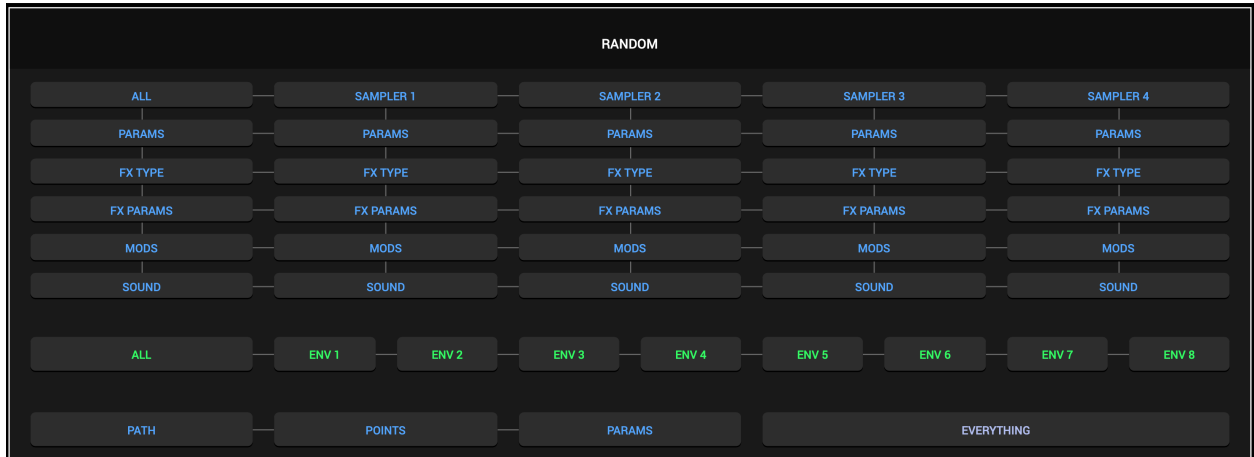 RANDOM
ALL SAMPLER 1 SAMPLER 2 SAMPLER 3 SAMPLER 4
PARAMS PARAMS PARAMS PARAMS PARAMS
FX TYPE FX TYPE FX TYPE FX TYPE FX TYPE
FX PARAMS FX PARAMS FX PARAMS FX PARAMS FX PARAMS
MODS MODS MODS MODS MODS
SOUND SOUND SOUND SOUND SOUND
ALL ENV 1 ENV 2 ENV 3 ENV 4 ENV 5 ENV 6 ENV 7 ENV 8
PATH POINTS PARAMS EVERYTHING